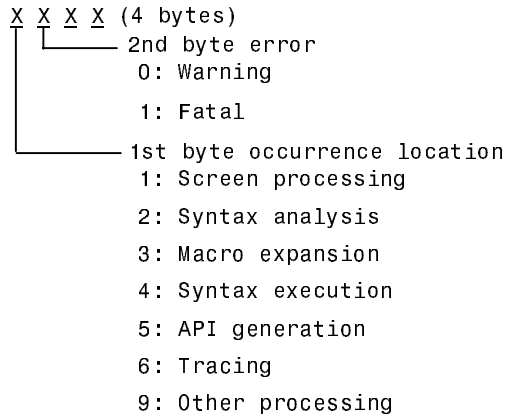 X X X X (4 bytes)
2nd byte error
0: Warning
1: Fatal
1st byte occurrence location
1: Screen processing
2: Syntax analysis
3: Macro expansion
4: Syntax execution
5: API generation
6: Tracing
9: Other processing